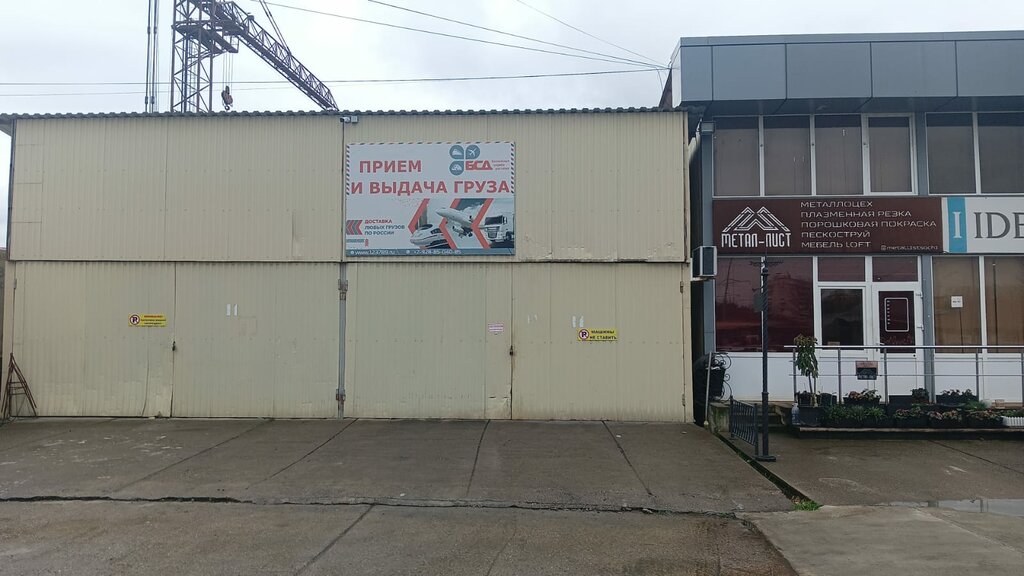 ПРИЕМ
И ВЫДАЧА ГРУЗА
БСД
ДОСТАВКА
ЛЮБЫХ ГРУЗОВ
ПО РОССИИ
МАШИНЫ
НЕ СТАВИТЬ
МЕТАЛ-ЛИСТ
МЕТАЛЛОЦЕХ
ПЛАЗМЕННАЯ РЕЗКА
ПОРОШКОВАЯ ПОКРАСКА
ПЕСКОСТРУЙ
МЕБЕЛЬ LOFT
IDE